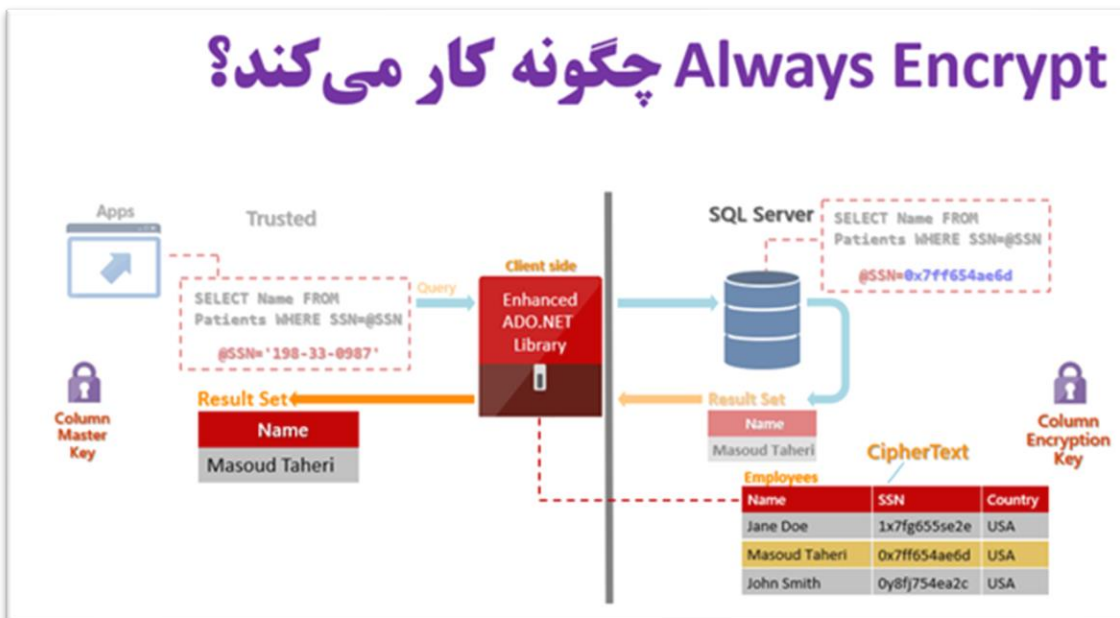 Always Encrypt چگونه کار می‌کند؟
Apps
Trusted
SELECT Name FROM
Patients WHERE SSN=@SSN
@SSN='198-33-0987'
Query
Client side
Enhanced
ADO.NET
Library
SQL Server
SELECT Name FROM
Patients WHERE SSN=@SSN
@SSN=0x7ff654ae6d
Column
Master
Key
Result Set
Name
Masoud Taheri
Result Set
Name
Masoud Taheri
Column
Encryption
Key
CipherText
Employees
Name SSN Country
Jane Doe 1x7fg655se2e USA
Masoud Taheri 0x7ff654ae6d USA
John Smith 0y8fj754ea2c USA